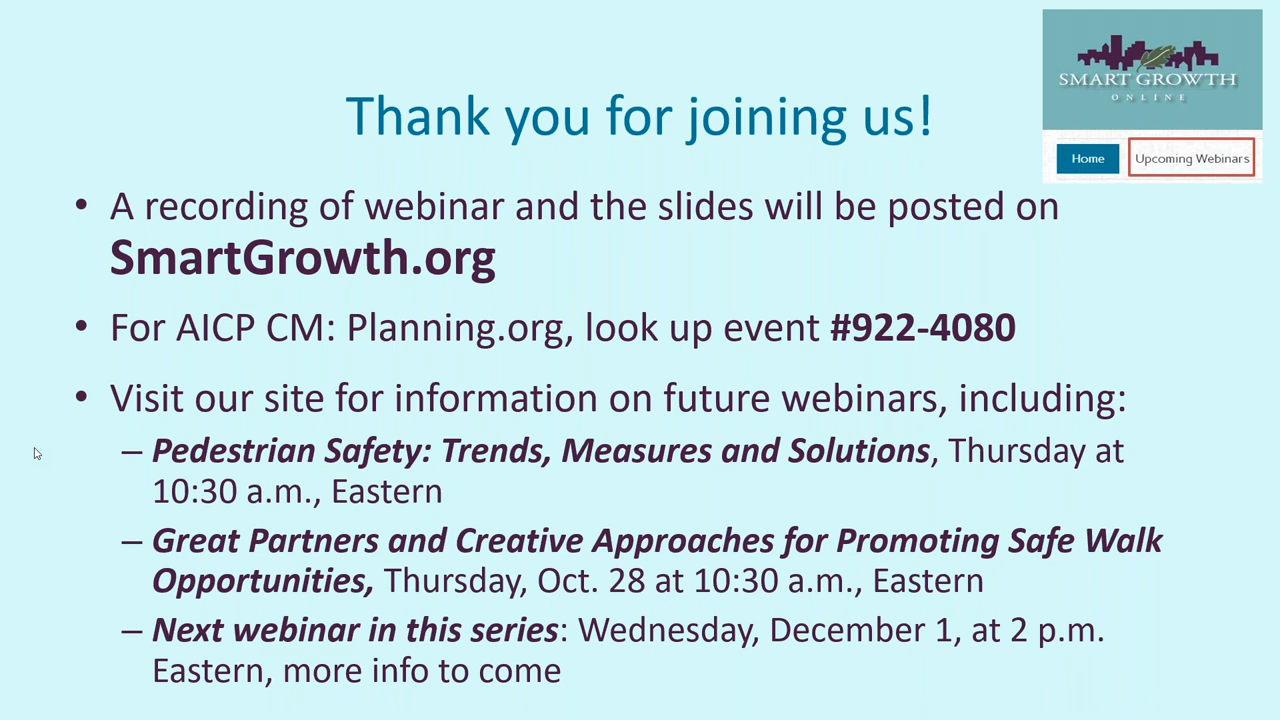 SMART GROWTH
ONLINE
Home
Upcoming Webinars
Thank you for joining us!
• A recording of webinar and the slides will be posted on
SmartGrowth.org
• For AICP CM: Planning.org, look up event #922-4080
• Visit our site for information on future webinars, including:
– Pedestrian Safety: Trends, Measures and Solutions, Thursday at
10:30 a.m., Eastern
– Great Partners and Creative Approaches for Promoting Safe Walk
Opportunities, Thursday, Oct. 28 at 10:30 a.m., Eastern
– Next webinar in this series: Wednesday, December 1, at 2 p.m.
Eastern, more info to come